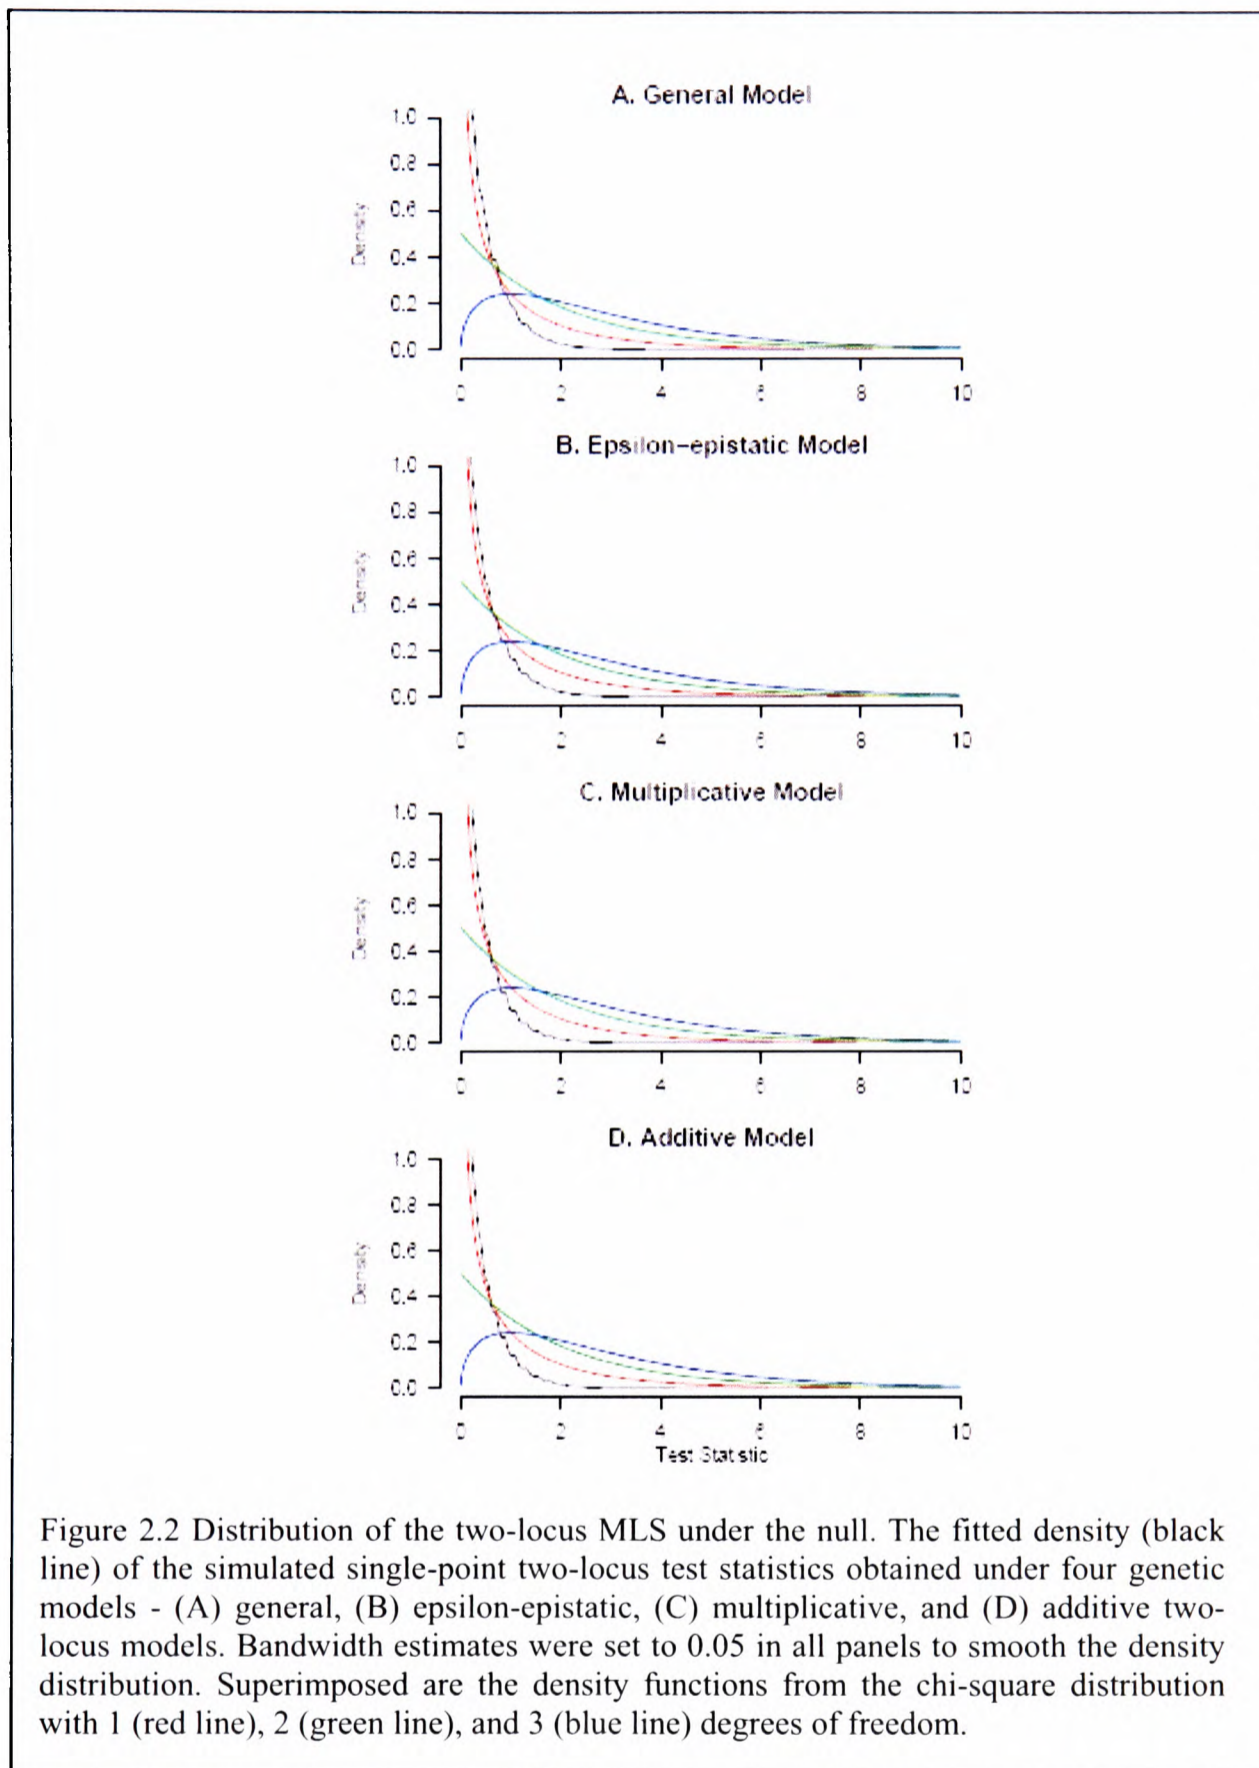 A. General Model
1.0
0.8
0.6
0.4
0.2
0.0
Density
0 2 4 6 8 10
B. Epsilon-epistatic Model
1.0
0.8
0.6
0.4
0.2
0.0
Density
0 2 4 6 8 10
C. Multiplicative Model
1.0
0.8
0.6
0.4
0.2
0.0
Density
0 2 4 6 8 10
D. Additive Model
1.0
0.8
0.6
0.4
0.2
0.0
Density
0 2 4 6 8 10
Test Statistic
Figure 2.2 Distribution of the two-locus MLS under the null. The fitted density (black
line) of the simulated single-point two-locus test statistics obtained under four genetic
models - (A) general, (B) epsilon-epistatic, (C) multiplicative, and (D) additive two-
locus models. Bandwidth estimates were set to 0.05 in all panels to smooth the density
distribution. Superimposed are the density functions from the chi-square distribution
with 1 (red line), 2 (green line), and 3 (blue line) degrees of freedom.